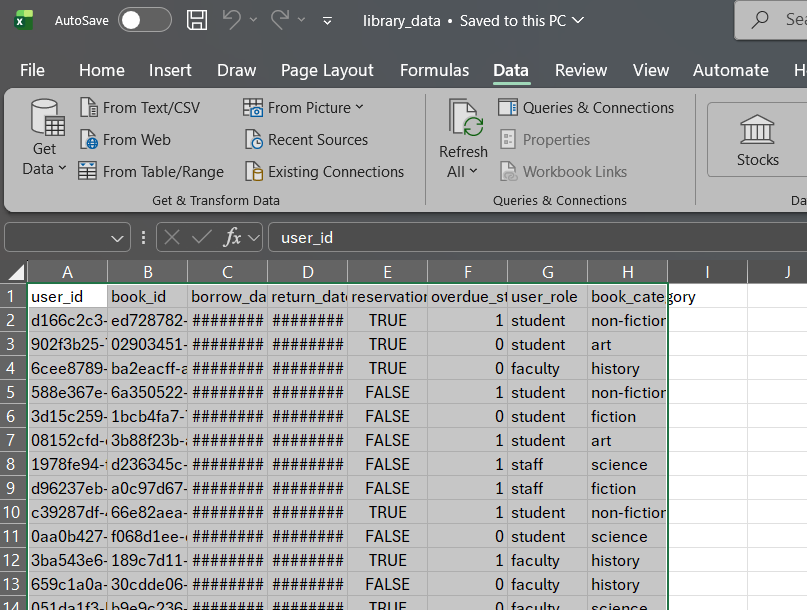 AutoSave library_data • Saved to this PC
File Home Insert Draw Page Layout Formulas Data Review View Automate
Get Data
From Text/CSV
From Web
From Table/Range
From Picture
Recent Sources
Existing Connections
Get & Transform Data
Refresh All
Queries & Connections
Properties
Workbook Links
Queries & Connections
Stocks
fx user_id
A B C D E F G H I J
1 user_id book_id borrow_da return_date reservation overdue_st user_role book_category
2 d166c2c3- ed728782- ######## ######## TRUE 1 student non-fiction
3 902f3b25- 02903451- ######## ######## TRUE 0 student art
4 6cee8789- ba2eacff-a ######## ######## TRUE 0 faculty history
5 588e367e- 6a350522- ######## ######## FALSE 1 student non-fiction
6 3d15c259- 1bcb4fa7- ######## ######## FALSE 0 student fiction
7 08152cfd- 3b88f23b- ######## ######## FALSE 1 student art
8 1978fe94- d236345c- ######## ######## FALSE 1 staff science
9 d96237eb- a0c97d67- ######## ######## FALSE 1 staff fiction
10 c39287df- 66e82aea- ######## ######## TRUE 1 student non-fiction
11 0aa0b427- f068d1ee- ######## ######## FALSE 0 student science
12 3ba543e6- 189c7d11- ######## ######## TRUE 1 faculty history
13 659c1a0a- 30cdde06- ######## ######## FALSE 0 faculty history
14 051da1f3- b9e9c236- ######## ######## TRUE 0 faculty science